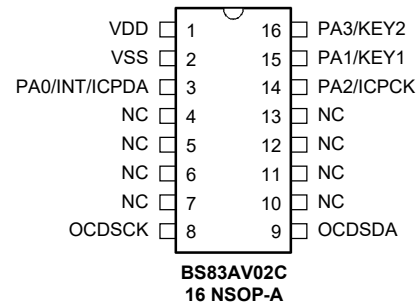 VDD 1 16 PA3/KEY2
VSS 2 15 PA1/KEY1
PA0/INT/ICPDA 3 14 PA2/ICPCK
NC 4 13 NC
NC 5 12 NC
NC 6 11 NC
NC 7 10 NC
OCDSCK 8 9 OCDSDA
BS83AV02C
16 NSOP-A